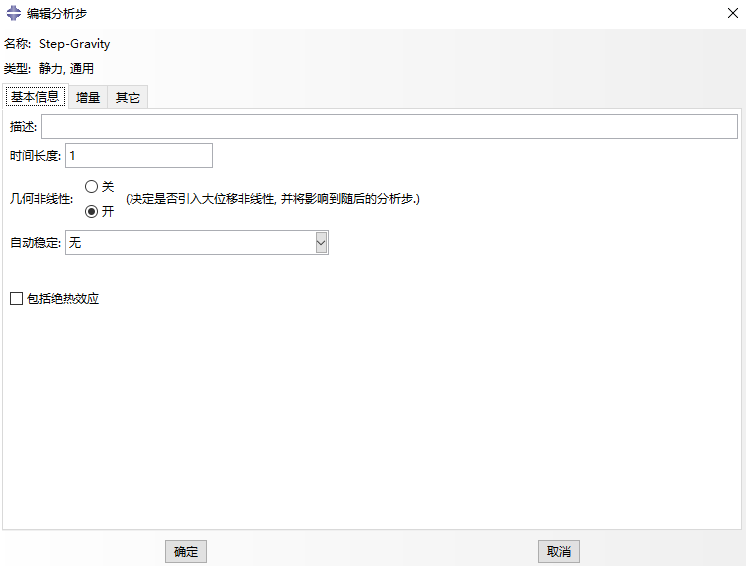 编辑分析步
名称: Step-Gravity
类型: 静力, 通用
基本信息 增量 其它
描述:
时间长度: 1
几何非线性: 关
开 (决定是否引入大位移非线性, 并将影响到随后的分析步.)
自动稳定: 无
包括绝热效应
确定 取消